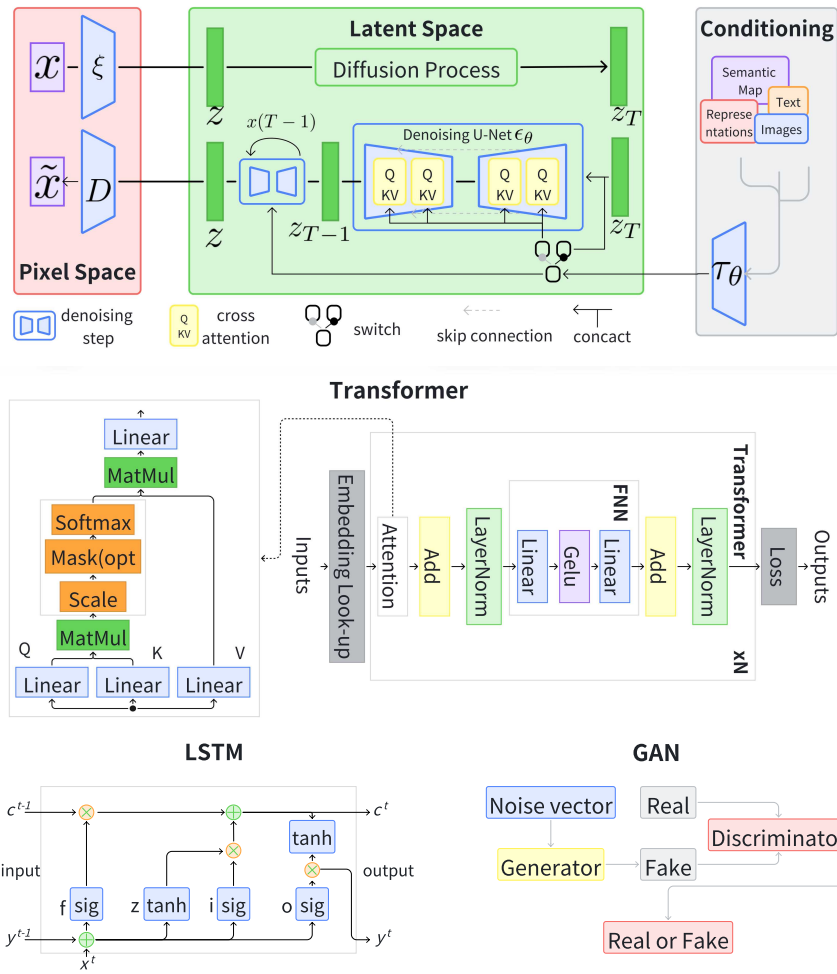 Latent Space
Conditioning
x
ξ
z
Diffusion Process
z_T
Semantic
Map
Text
Represe
ntations
Images
x(T − 1)
Denoising U-Net ϵ_θ
x̃
D
Q
KV
Q
KV
Q
KV
Q
KV
z
z_{T−1}
z_T
τ_θ
Pixel Space
denoising
step
Q
KV
cross
attention
switch
skip connection
concact
Transformer
Linear
MatMul
Softmax
Mask(opt
Scale
MatMul
Q
K
V
Linear
Linear
Linear
Inputs
Embedding Look-up
Attention
Add
LayerNorm
FNN
Linear
Gelu
Linear
Add
LayerNorm
Transformer
xN
Loss
Outputs
LSTM
c^{t-1}
c^t
tanh
input
output
f
sig
z
tanh
i
sig
o
sig
y^{t-1}
y^t
x^t
GAN
Noise vector
Real
Discriminato
Generator
Fake
Real or Fake